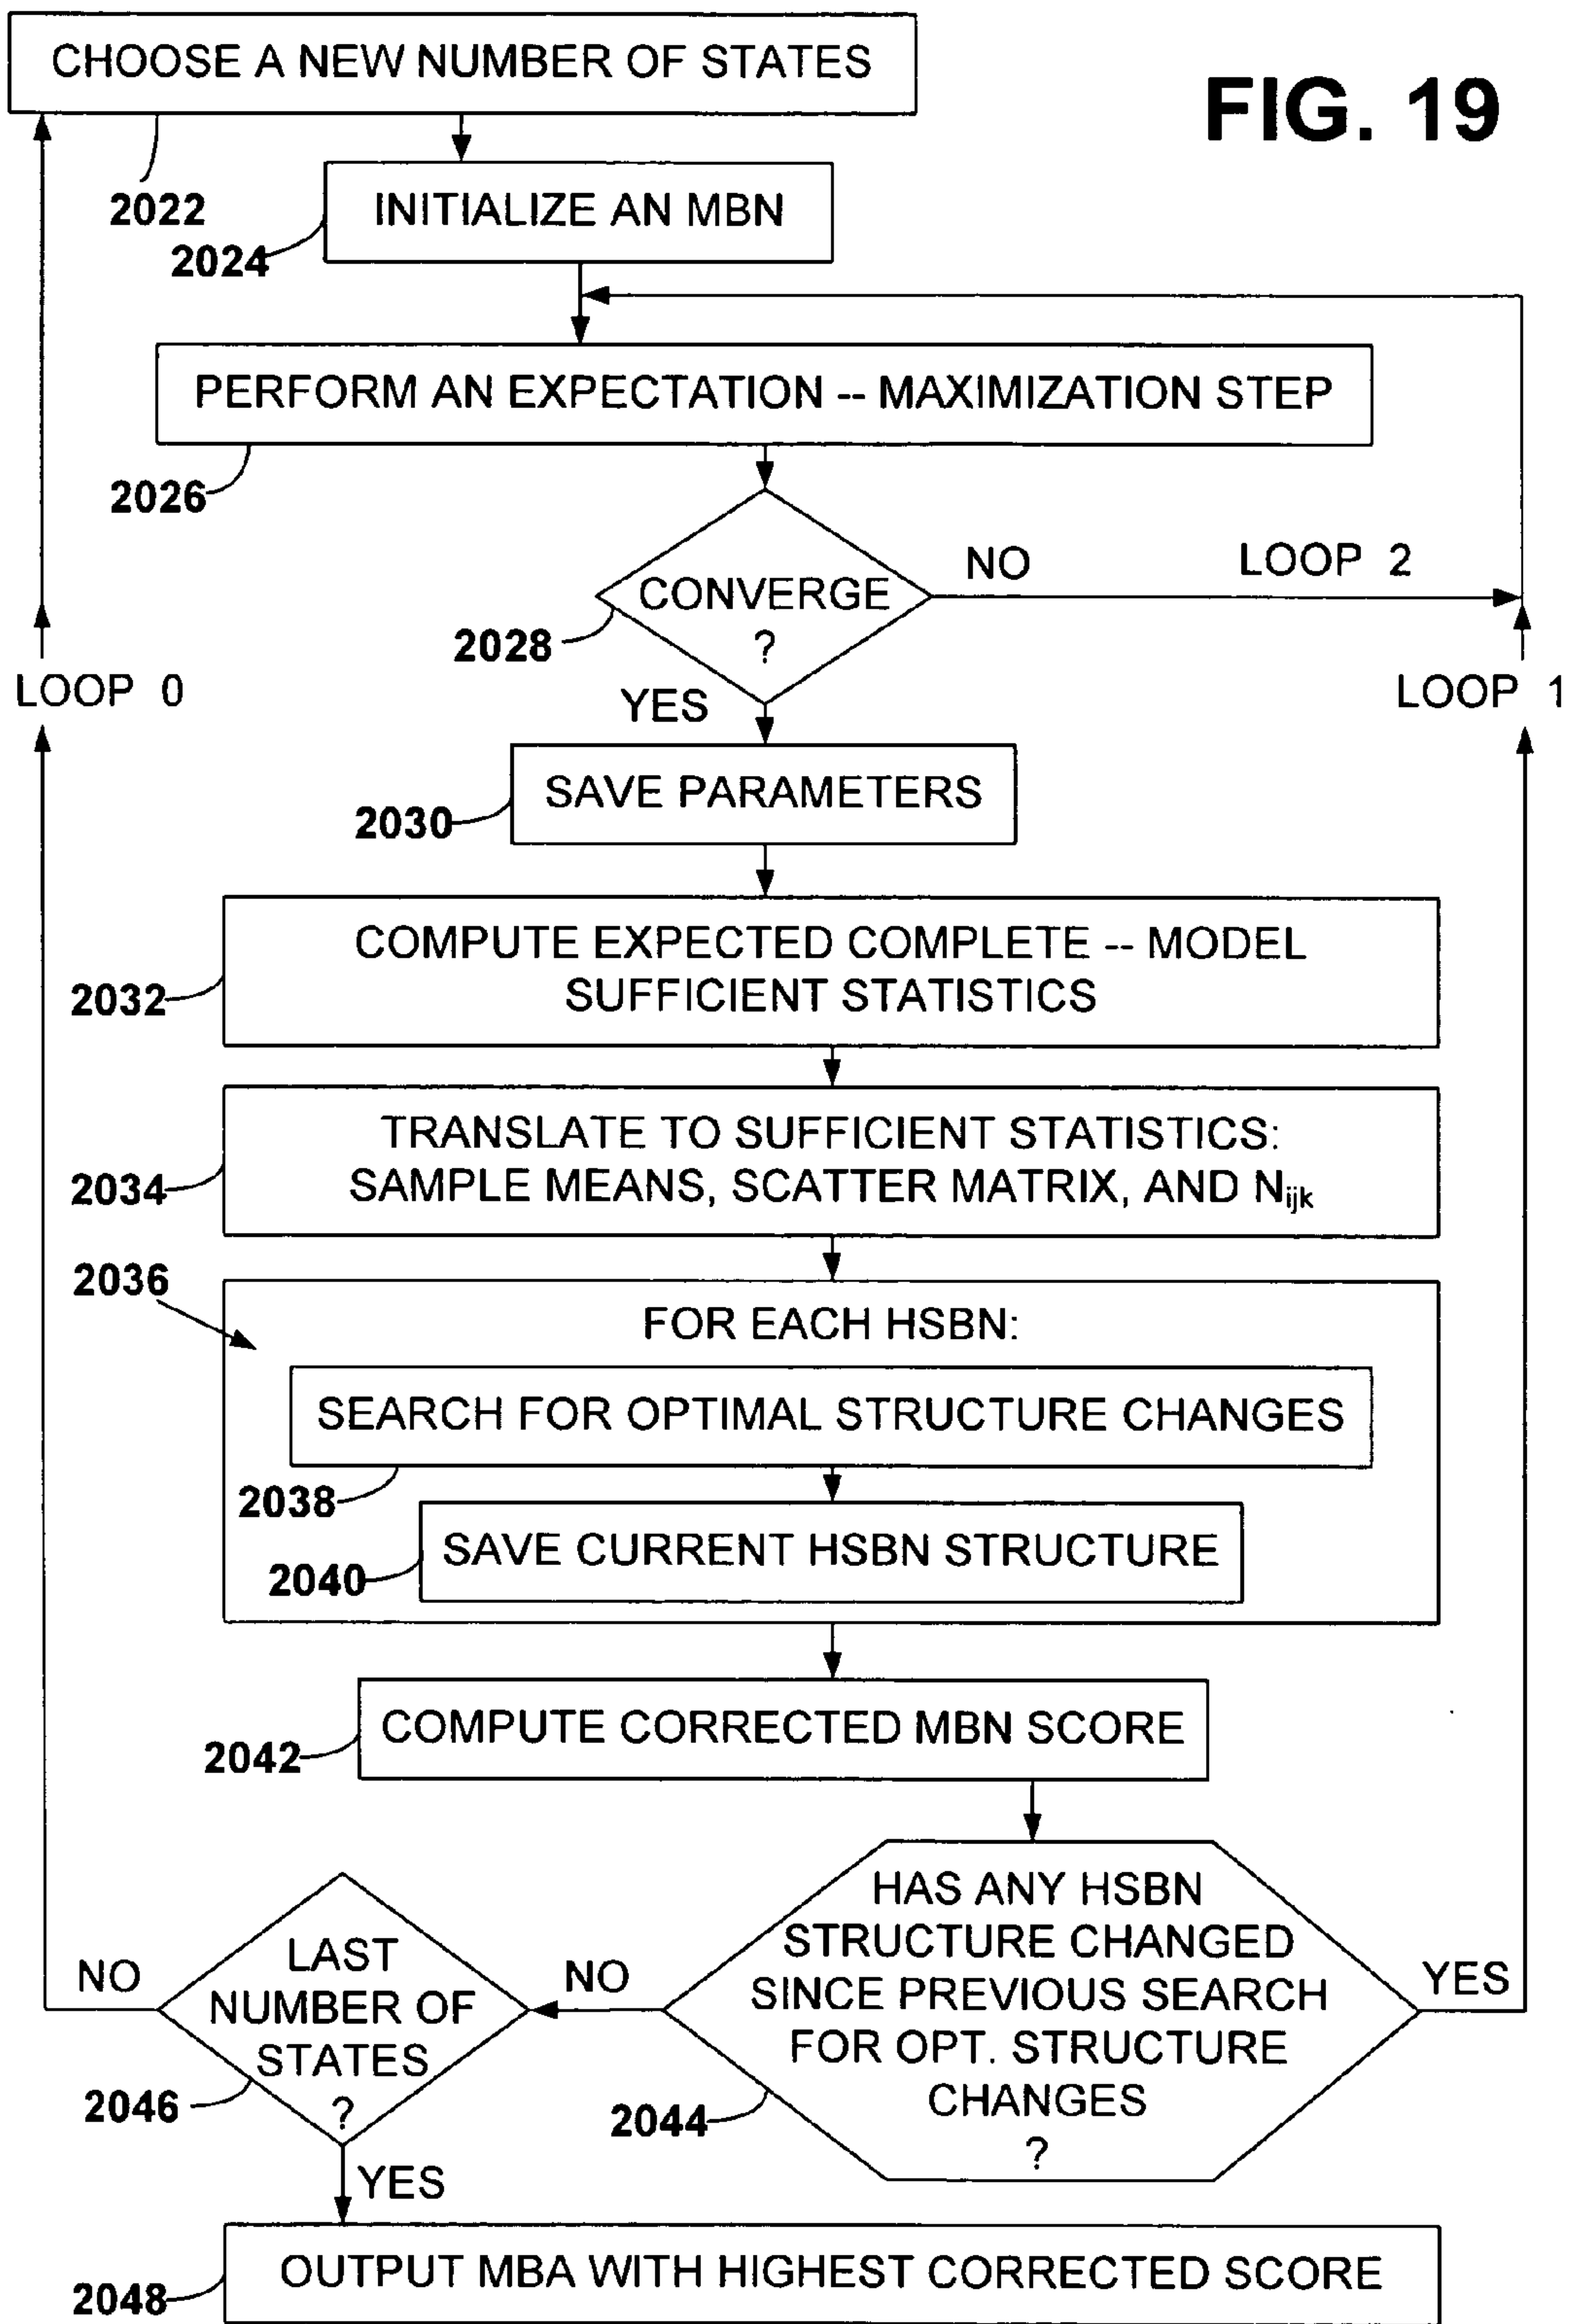 CHOOSE A NEW NUMBER OF STATES
FIG. 19
2022
INITIALIZE AN MBN
2024
PERFORM AN EXPECTATION -- MAXIMIZATION STEP
2026
CONVERGE
?
NO
LOOP 2
2028
LOOP 0
LOOP 1
YES
SAVE PARAMETERS
2030
COMPUTE EXPECTED COMPLETE -- MODEL
SUFFICIENT STATISTICS
2032
TRANSLATE TO SUFFICIENT STATISTICS:
SAMPLE MEANS, SCATTER MATRIX, AND Nijk
2034
2036
FOR EACH HSBN:
SEARCH FOR OPTIMAL STRUCTURE CHANGES
2038
SAVE CURRENT HSBN STRUCTURE
2040
COMPUTE CORRECTED MBN SCORE
2042
HAS ANY HSBN
STRUCTURE CHANGED
SINCE PREVIOUS SEARCH
FOR OPT. STRUCTURE
CHANGES
?
YES
2044
NO
LAST
NUMBER OF
STATES
?
NO
2046
YES
OUTPUT MBA WITH HIGHEST CORRECTED SCORE
2048